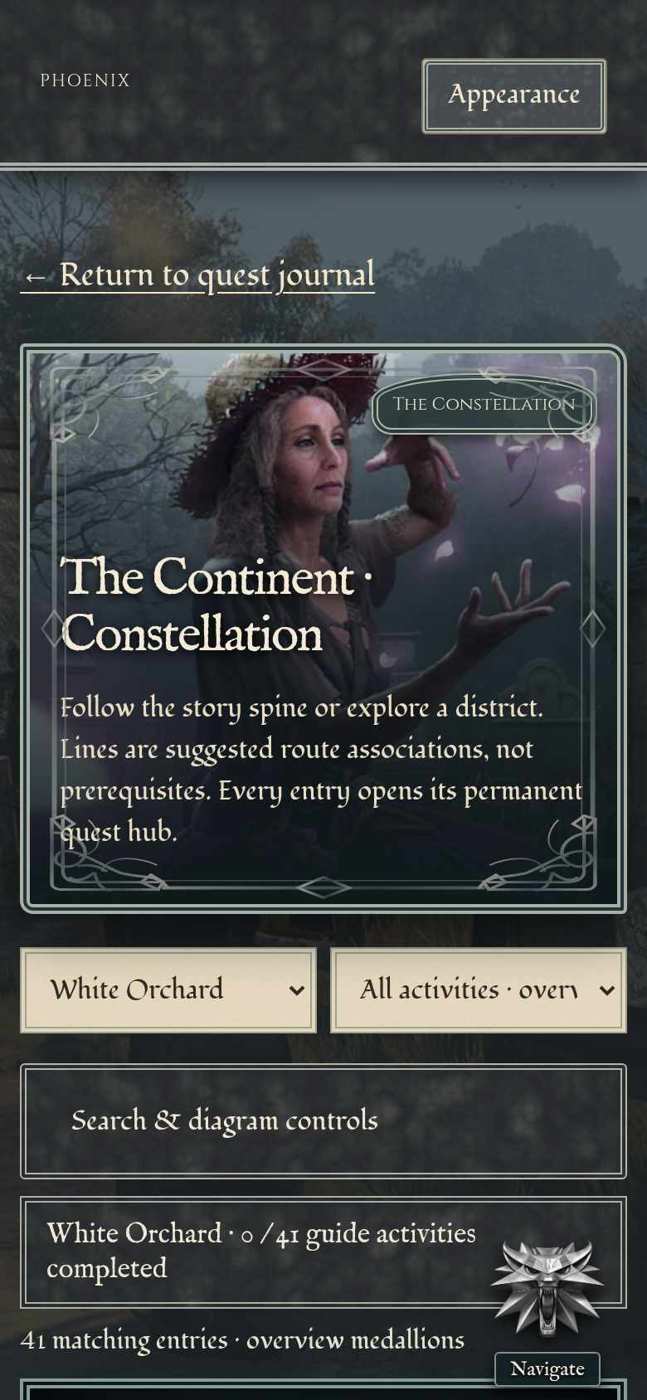 PHOENIX
Appearance
← Return to quest journal
The Constellation
The Continent ·
Constellation
Follow the story spine or explore a district.
Lines are suggested route associations, not
prerequisites. Every entry opens its permanent
quest hub.
White Orchard
All activities · over
Search & diagram controls
White Orchard · 0 /41 guide activities
completed
41 matching entries · overview medallions
Navigate